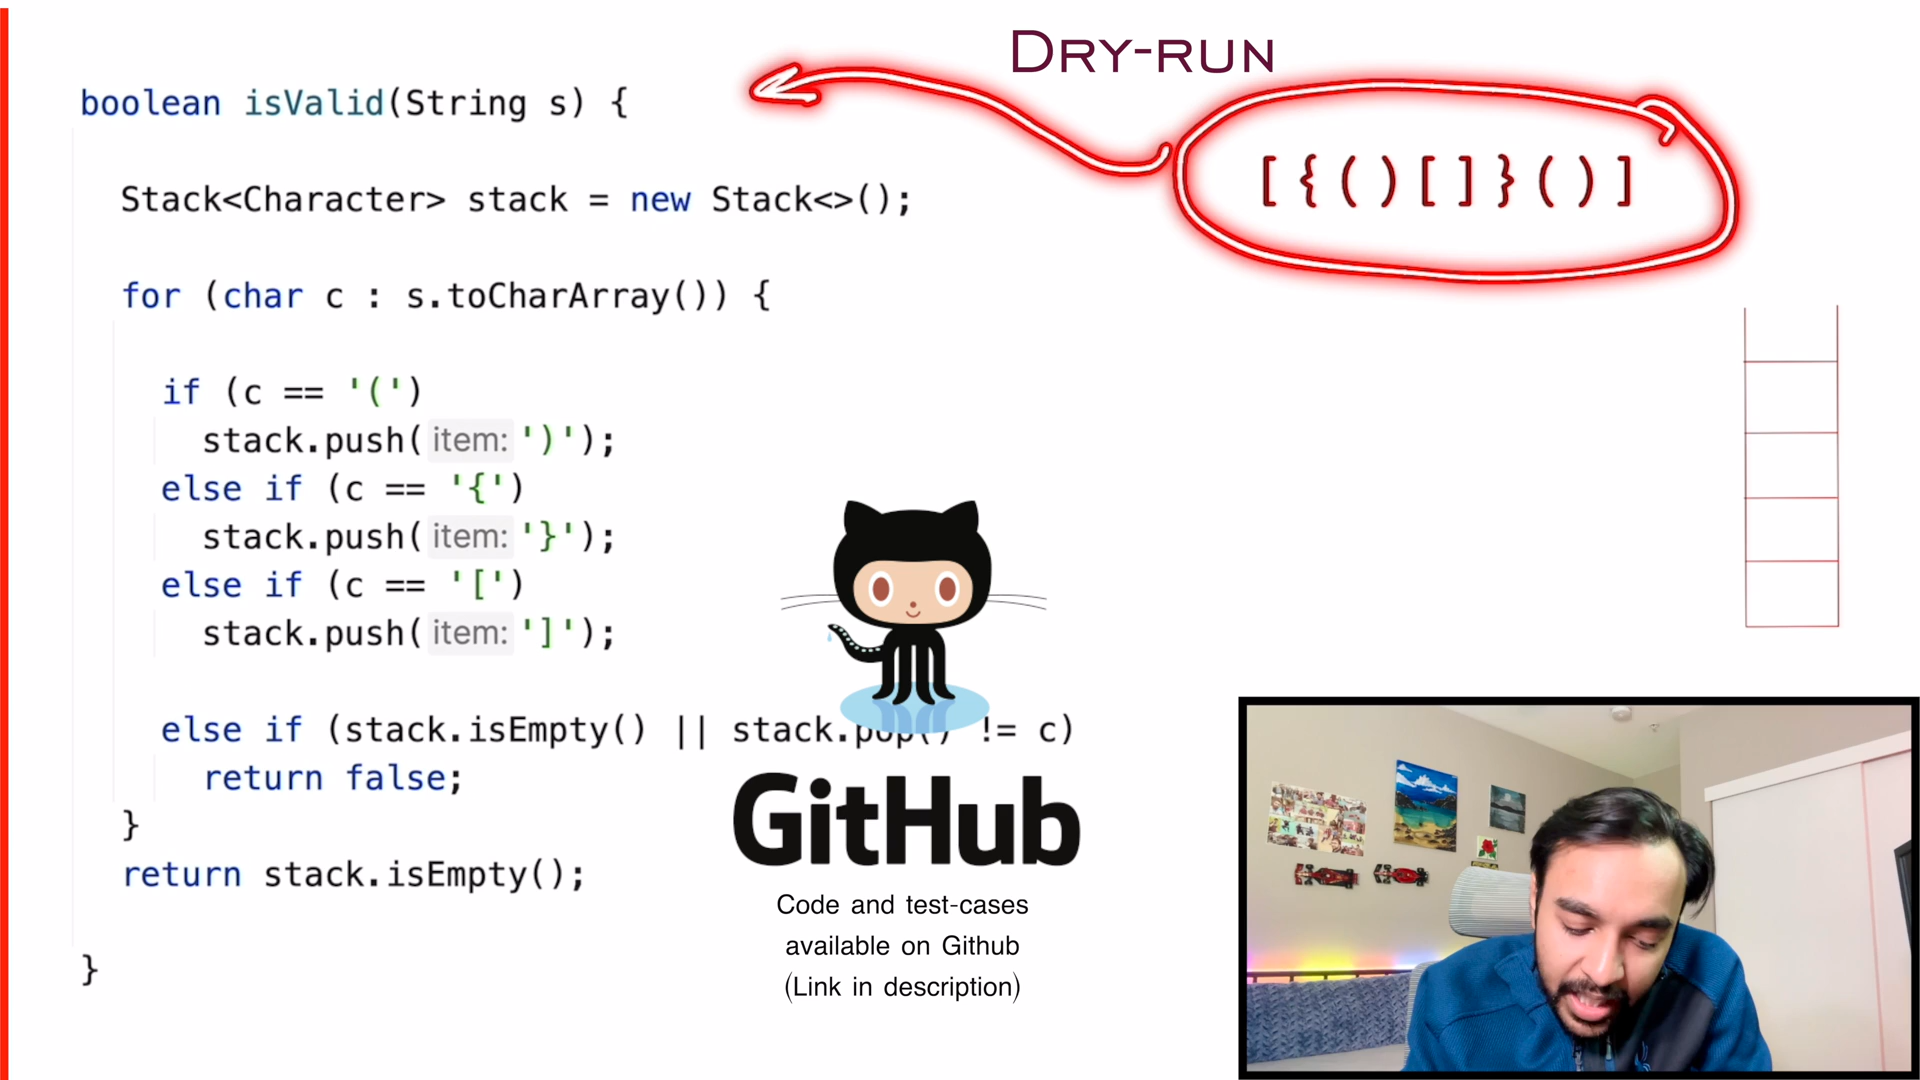 DRY-RUN
boolean isValid(String s) {
[{()[]}()]
Stack<Character> stack = new Stack<>();
for (char c : s.toCharArray()) {
if (c == '(')
stack.push( item: ')');
else if (c == '{')
stack.push( item: '}');
else if (c == '[')
stack.push( item: ']');
else if (stack.isEmpty() || stack.pop() != c)
return false;
}
return stack.isEmpty();
}
GitHub
Code and test-cases
available on Github
(Link in description)